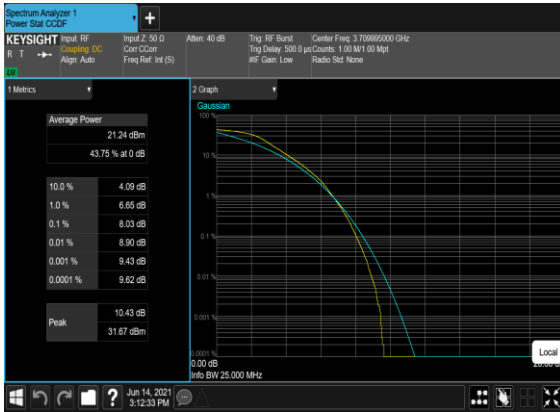 Spectrum Analyzer 1
Power Stat CCDF
+
KEYSIGHT
R T
LXI
Input: RF
Coupling: DC
Align: Auto
Input Z: 50 Ω
Corr CCorr
Freq Ref: Int (S)
Atten: 40 dB
Trig: RF Burst
Trig Delay: 500.0 µs
#IF Gain: Low
Center Freq: 3.709995000 GHz
Counts: 1.00 M/1.00 Mpt
Radio Std: None
1 Metrics
Average Power
21.24 dBm
43.75 % at 0 dB
10.0 % 4.09 dB
1.0 % 6.65 dB
0.1 % 8.03 dB
0.01 % 8.90 dB
0.001 % 9.43 dB
0.0001 % 9.62 dB
Peak
10.43 dB
31.67 dBm
2 Graph
Gaussian
100 %
10 %
1 %
0.1 %
0.01 %
0.001 %
0.0001 %
0.00 dB
Info BW 25.000 MHz
Local
?
Jun 14, 2021
3:12:33 PM